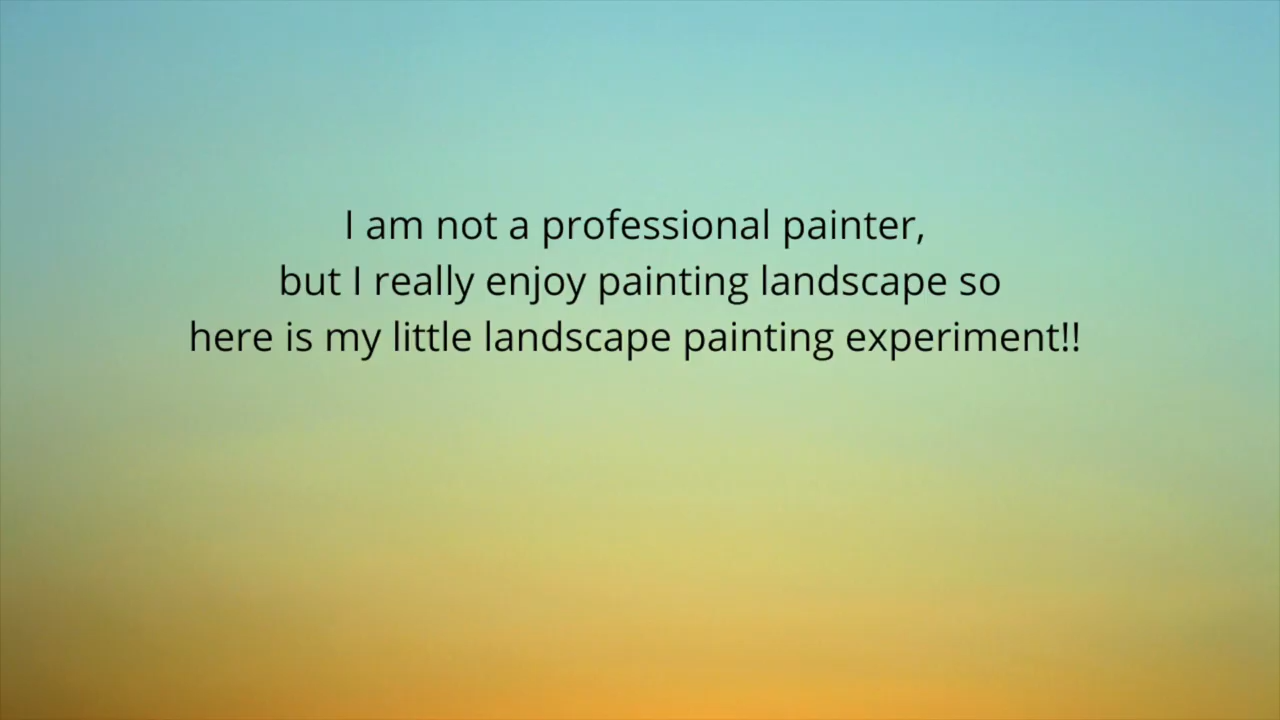 I am not a professional painter,
but I really enjoy painting landscape so
here is my little landscape painting experiment!!